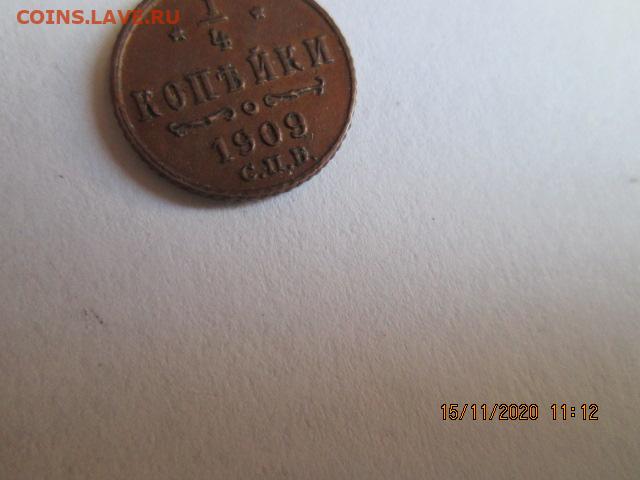 COINS.LAVE.RU
1/4
КОПѢЙКИ
1909
С.П.Б.
15/11/2020 11:12